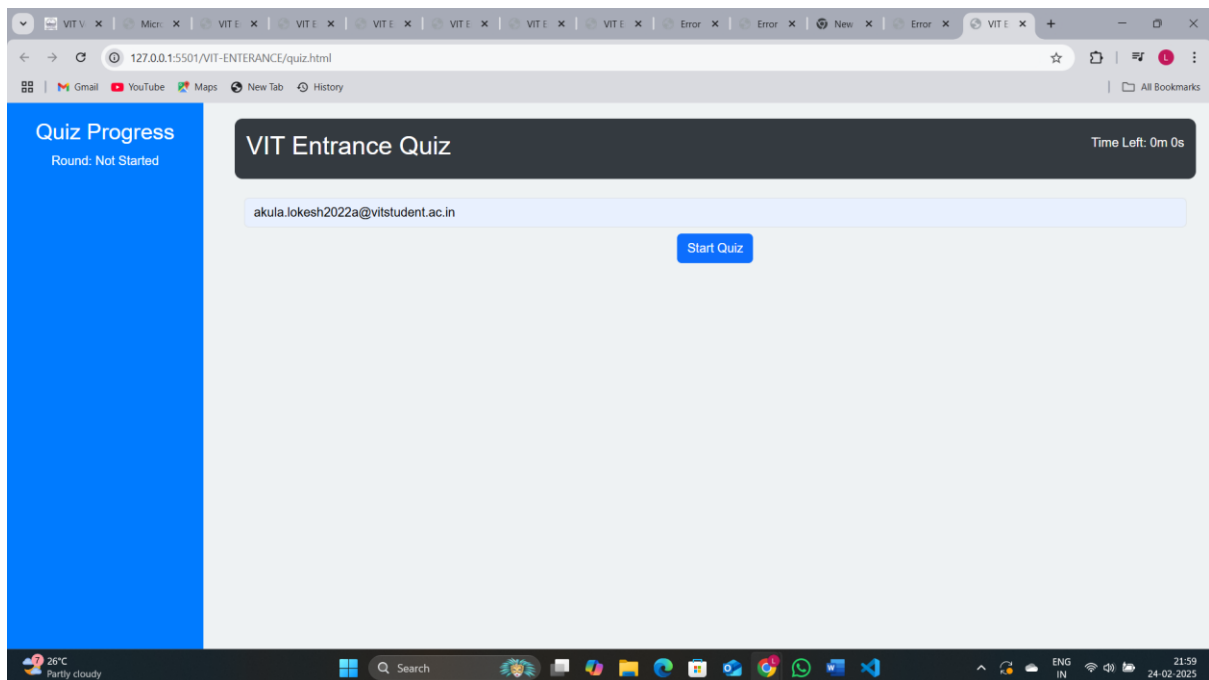 VIT V
Micr
VIT E
VIT E
VIT E
VIT E
VIT E
VIT E
Error
Error
New
Error
VIT E
127.0.0.1:5501/VIT-ENTERANCE/quiz.html
L
Gmail
YouTube
Maps
New Tab
History
All Bookmarks
Quiz Progress
Round: Not Started
VIT Entrance Quiz
Time Left: 0m 0s
akula.lokesh2022a@vitstudent.ac.in
Start Quiz
7
26°C
Partly cloudy
Search
ENG
IN
21:59
24-02-2025